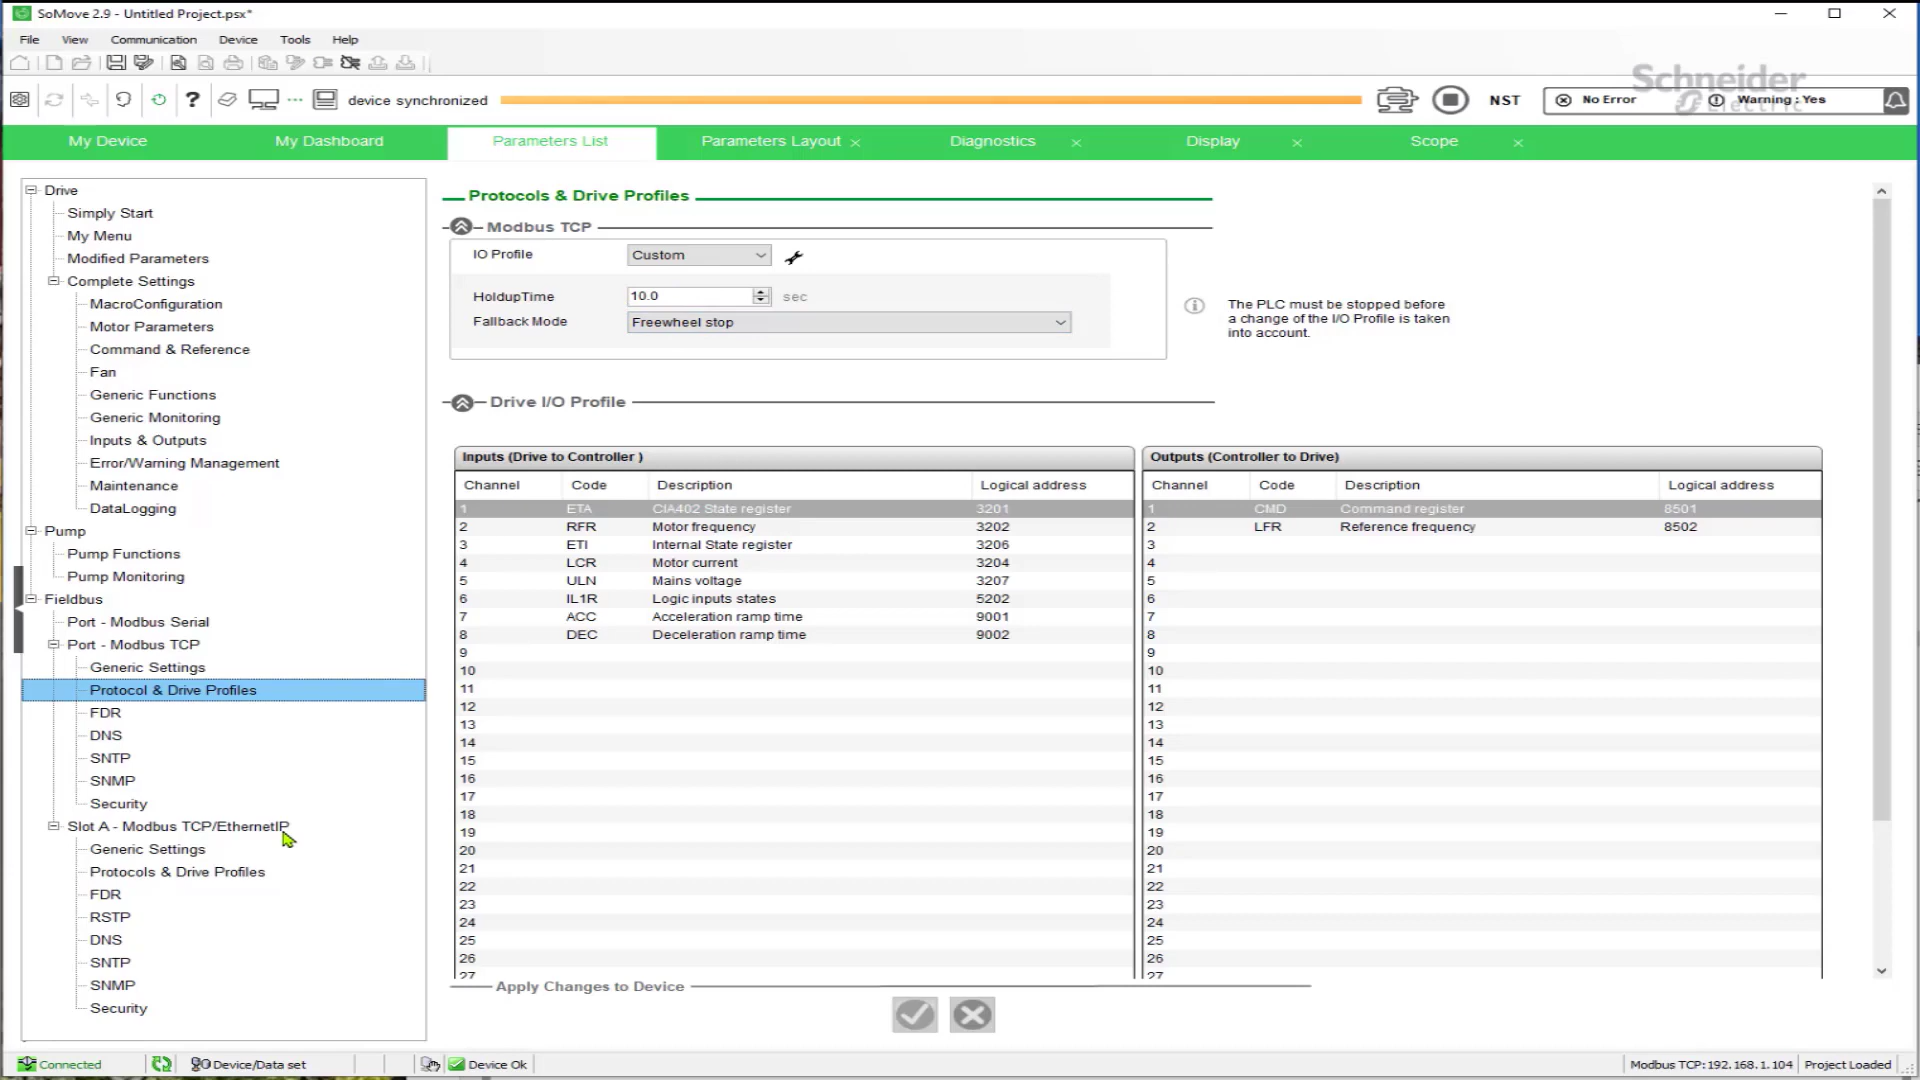 SoMove 2.9 - Untitled Project.psx*
File View Communication Device Tools Help
Schneider Electric
device synchronized NST No Error Warning : Yes
My Device My Dashboard Parameters List Parameters Layout Diagnostics Display Scope
Drive
Simply Start
My Menu
Modified Parameters
Complete Settings
MacroConfiguration
Motor Parameters
Command & Reference
Fan
Generic Functions
Generic Monitoring
Inputs & Outputs
Error/Warning Management
Maintenance
DataLogging
Pump
Pump Functions
Pump Monitoring
Fieldbus
Port - Modbus Serial
Port - Modbus TCP
Generic Settings
Protocol & Drive Profiles
FDR
DNS
SNTP
SNMP
Security
Slot A - Modbus TCP/EthernetIP
Generic Settings
Protocols & Drive Profiles
FDR
RSTP
DNS
SNTP
SNMP
Security
Protocols & Drive Profiles
Modbus TCP
IO Profile Custom
HoldupTime 10.0 sec
Fallback Mode Freewheel stop
The PLC must be stopped before
a change of the I/O Profile is taken
into account.
Drive I/O Profile
Inputs (Drive to Controller )
Channel Code Description Logical address
1 ETA CIA402 State register 3201
2 RFR Motor frequency 3202
3 ETI Internal State register 3206
4 LCR Motor current 3204
5 ULN Mains voltage 3207
6 IL1R Logic inputs states 5202
7 ACC Acceleration ramp time 9001
8 DEC Deceleration ramp time 9002
9
10
11
12
13
14
15
16
17
18
19
20
21
22
23
24
25
26
27
Outputs (Controller to Drive)
Channel Code Description Logical address
1 CMD Command register 8501
2 LFR Reference frequency 8502
3
4
5
6
7
8
9
10
11
12
13
14
15
16
17
18
19
20
21
22
23
24
25
26
27
Apply Changes to Device
Connected Device/Data set Device Ok Modbus TCP:192.168.1.104 Project Loaded